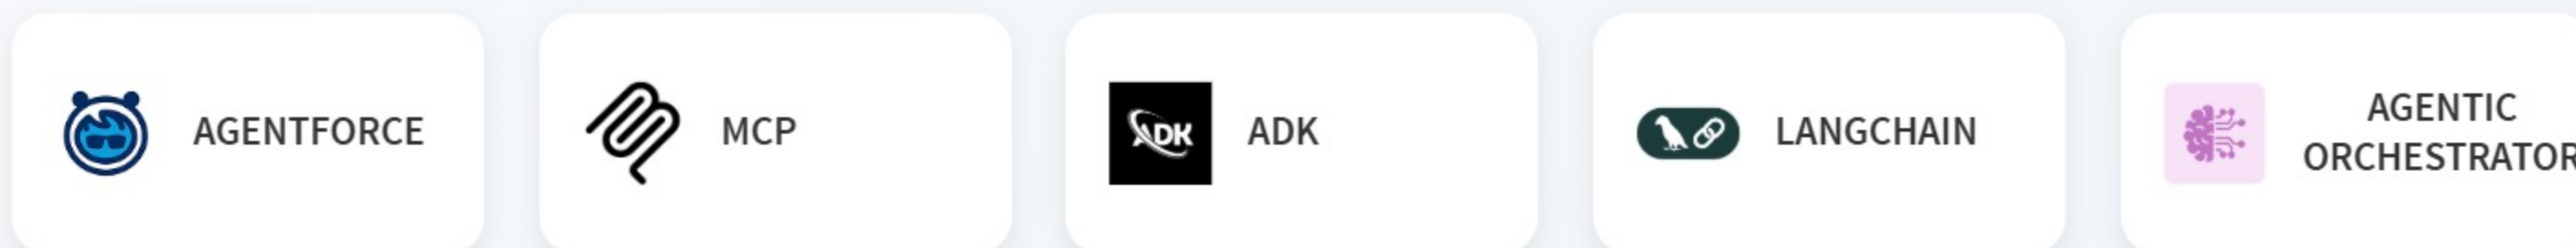 AGENTFORCE
MCP
ADK
ADK
LANGCHAIN
AGENTIC
ORCHESTRATOR